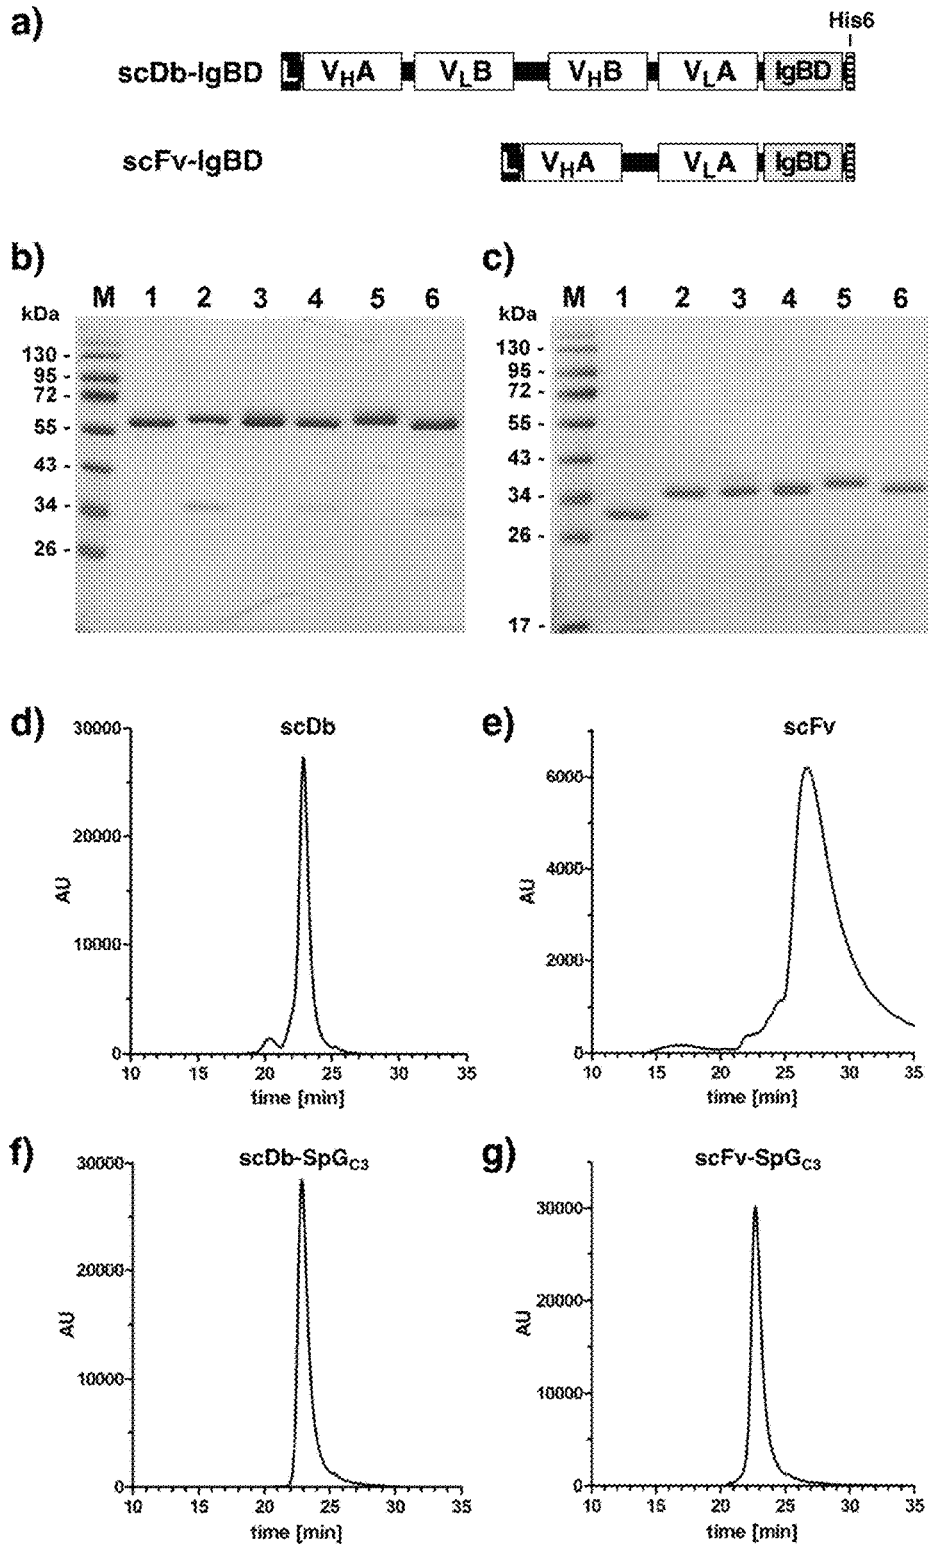 a)
His6
scDb-IgBD L VHA VLB VHB VLA IgBD
scFv-IgBD L VHA VLA IgBD
b)
M 1 2 3 4 5 6
kDa
130 -
95 -
72 -
55 -
43 -
34 -
26 -
c)
M 1 2 3 4 5 6
kDa
130 -
95 -
72 -
55 -
43 -
34 -
26 -
17 -
d)
scDb
30000
20000
10000
0
AU
10 15 20 25 30 35
time [min]
e)
scFv
6000
4000
2000
0
AU
10 15 20 25 30 35
time [min]
f)
scDb-SpGC3
30000
20000
10000
0
AU
10 15 20 25 30 35
time [min]
g)
scFv-SpGC3
30000
20000
10000
0
AU
10 15 20 25 30 35
time [min]